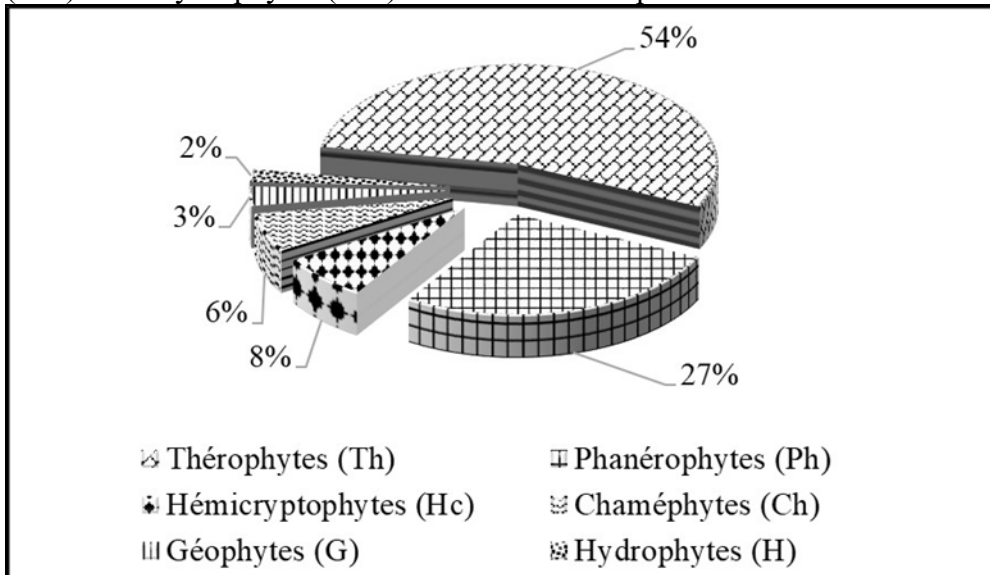 54%
2%
3%
6%
8%
27%
Thérophytes (Th)
Phanérophytes (Ph)
Hémicryptophytes (Hc)
Chaméphytes (Ch)
Géophytes (G)
Hydrophytes (H)